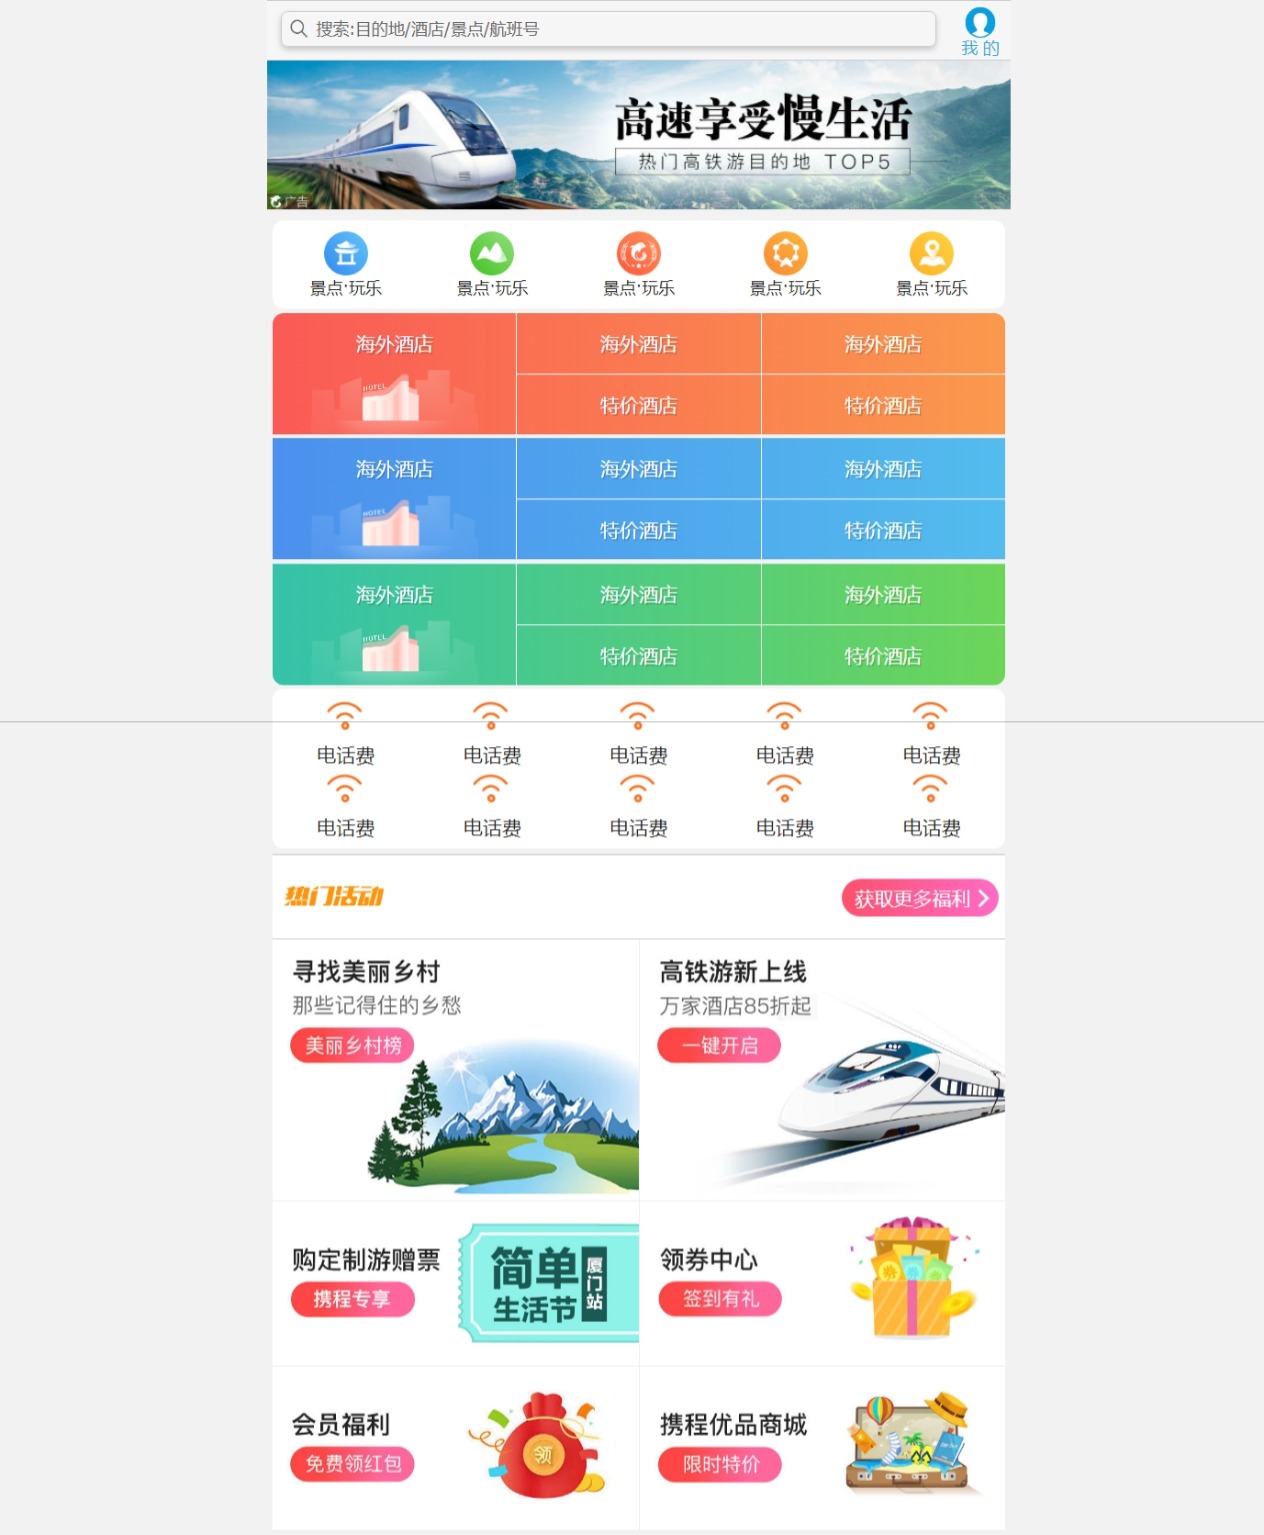 搜索:目的地/酒店/景点/航班号
我的
高速享受慢生活
热门高铁游目的地 TOP5
广告
景点·玩乐 景点·玩乐 景点·玩乐 景点·玩乐 景点·玩乐
海外酒店 海外酒店 海外酒店
HOTEL
特价酒店 特价酒店
海外酒店 海外酒店 海外酒店
HOTEL
特价酒店 特价酒店
海外酒店 海外酒店 海外酒店
HOTEL
特价酒店 特价酒店
电话费 电话费 电话费 电话费 电话费
电话费 电话费 电话费 电话费 电话费
热门活动
获取更多福利
寻找美丽乡村
那些记得住的乡愁
美丽乡村榜
高铁游新上线
万家酒店85折起
一键开启
购定制游赠票
携程专享
简单
生活节
厦门站
领券中心
签到有礼
券 券 券
会员福利
免费领红包
领
携程优品商城
限时特价